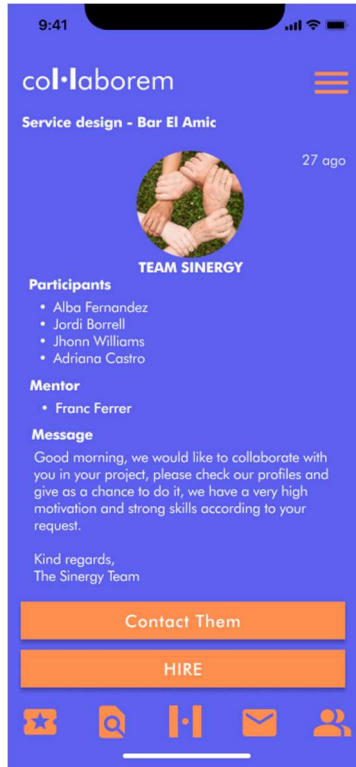 9:41
col·laborem
Service design - Bar El Amic
27 ago
TEAM SINERGY
Participants
• Alba Fernandez
• Jordi Borrell
• Jhonn Williams
• Adriana Castro
Mentor
• Franc Ferrer
Message
Good morning, we would like to collaborate with
you in your project, please check our profiles and
give as a chance to do it, we have a very high
motivation and strong skills according to your
request.
Kind regards,
The Sinergy Team
Contact Them
HIRE
l·l